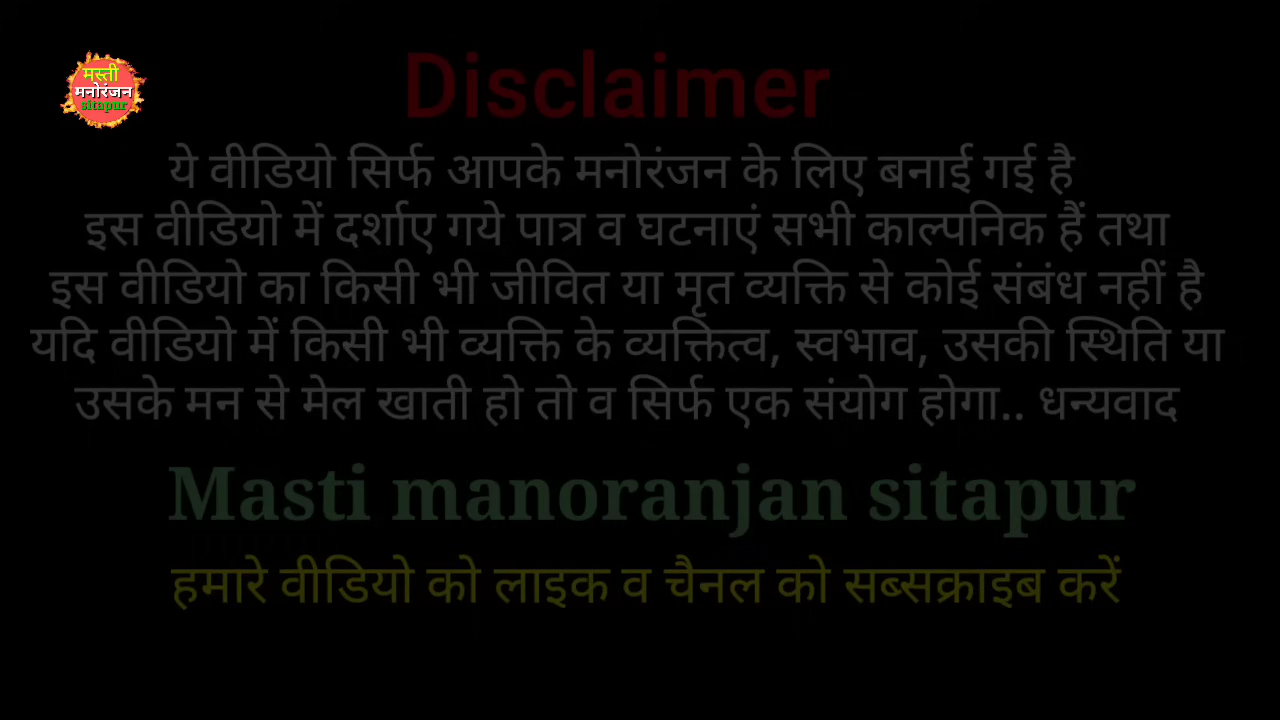 मस्ती
मनोरंजन
sitapur
Disclaimer
ये वीडियो सिर्फ आपके मनोरंजन के लिए बनाई गई है
इस वीडियो में दर्शाए गये पात्र व घटनाएं सभी काल्पनिक हैं तथा
इस वीडियो का किसी भी जीवित या मृत व्यक्ति से कोई संबंध नहीं है
यदि वीडियो में किसी भी व्यक्ति के व्यक्तित्व, स्वभाव, उसकी स्थिति या
उसके मन से मेल खाती हो तो व सिर्फ एक संयोग होगा.. धन्यवाद
Masti manoranjan sitapur
हमारे वीडियो को लाइक व चैनल को सब्सक्राइब करें